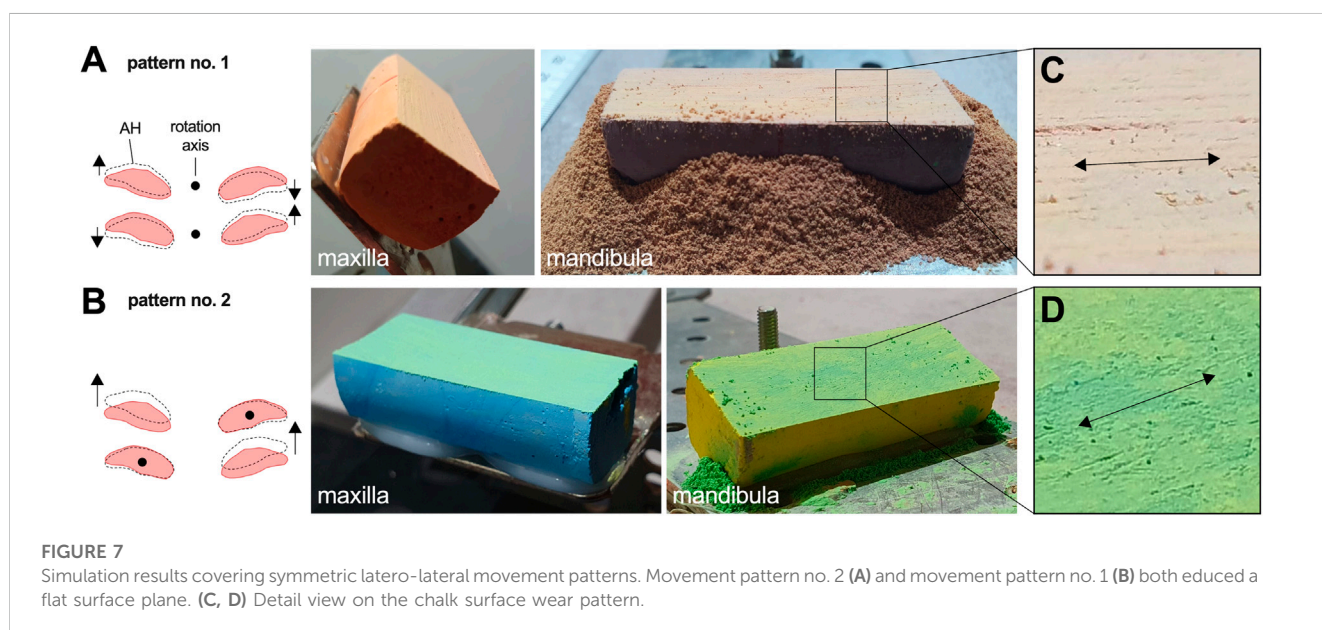 A pattern no. 1
AH
rotation
axis
maxilla
mandibula
C
B pattern no. 2
maxilla
mandibula
D
FIGURE 7
Simulation results covering symmetric latero-lateral movement patterns. Movement pattern no. 2 (A) and movement pattern no. 1 (B) both educed a
flat surface plane. (C, D) Detail view on the chalk surface wear pattern.